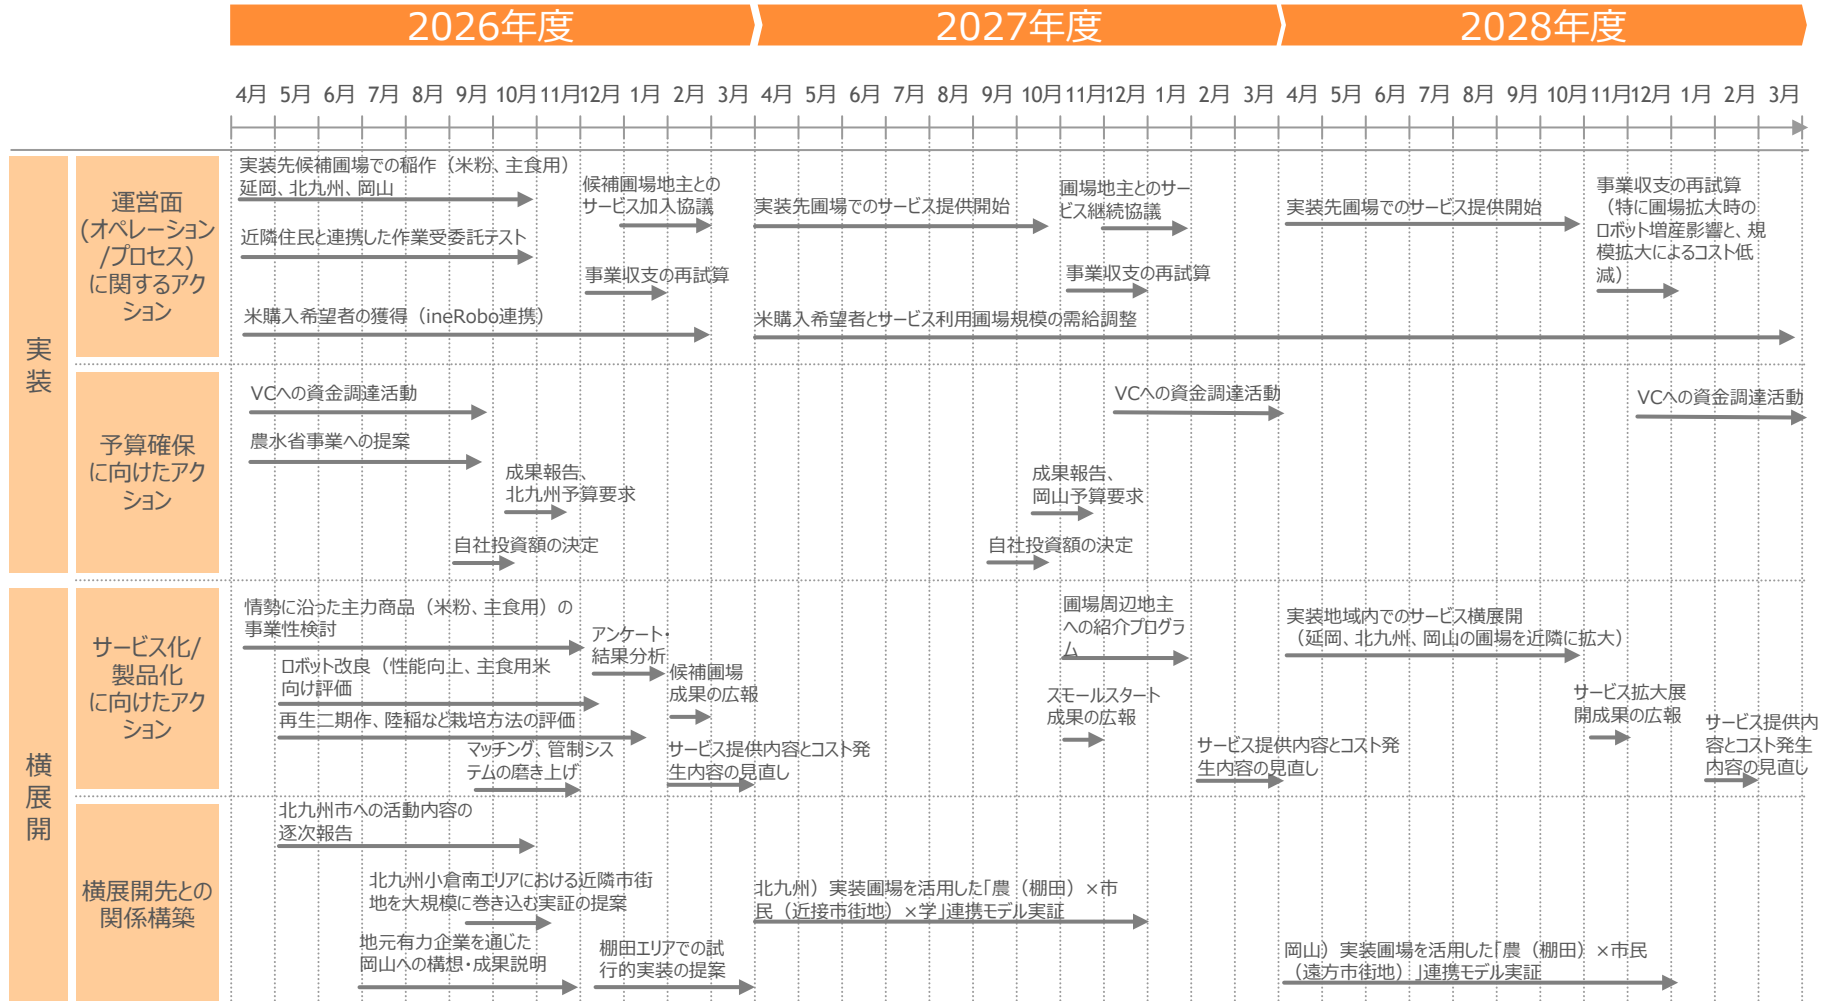 2026年度
2027年度
2028年度
4月 5月 6月 7月 8月 9月 10月 11月 12月 1月 2月 3月 4月 5月 6月 7月 8月 9月 10月 11月 12月 1月 2月 3月 4月 5月 6月 7月 8月 9月 10月 11月 12月 1月 2月 3月
実
装
運営面
(オペレーション
/プロセス)
に関するアク
ション
実装先候補圃場での稲作（米粉、主食用）
延岡、北九州、岡山
近隣住民と連携した作業受委託テスト
米購入希望者の獲得（ineRobo連携）
候補圃場地主との
サービス加入協議
事業収支の再試算
実装先圃場でのサービス提供開始
圃場地主とのサー
ビス継続協議
事業収支の再試算
米購入希望者とサービス利用圃場規模の需給調整
実装先圃場でのサービス提供開始
事業収支の再試算
（特に圃場拡大時の
ロボット増産影響と、規
模拡大によるコスト低
減）
予算確保
に向けたアク
ション
VCへの資金調達活動
農水省事業への提案
成果報告、
北九州予算要求
自社投資額の決定
VCへの資金調達活動
成果報告、
岡山予算要求
自社投資額の決定
VCへの資金調達活動
横
展
開
サービス化/
製品化
に向けたアク
ション
情勢に沿った主力商品（米粉、主食用）の
事業性検討
ロボット改良（性能向上、主食用米
向け評価
再生二期作、陸稲など栽培方法の評価
マッチング、管制シス
テムの磨き上げ
アンケート・
結果分析
候補圃場
成果の広報
サービス提供内容とコスト発
生内容の見直し
圃場周辺地主
への紹介プログラ
ム
スモールスタート
成果の広報
サービス提供内容とコスト発
生内容の見直し
実装地域内でのサービス横展開
（延岡、北九州、岡山の圃場を近隣に拡大）
サービス拡大展
開成果の広報
サービス提供内
容とコスト発生
内容の見直し
横展開先との
関係構築
北九州市への活動内容の
逐次報告
北九州小倉南エリアにおける近隣市街
地を大規模に巻き込む実証の提案
地元有力企業を通じた
岡山への構想・成果説明
棚田エリアでの試
行的実装の提案
北九州）実装圃場を活用した「農（棚田）×市
民（近接市街地）×学」連携モデル実証
岡山）実装圃場を活用した「農（棚田）×市民
（遠方市街地）」連携モデル実証